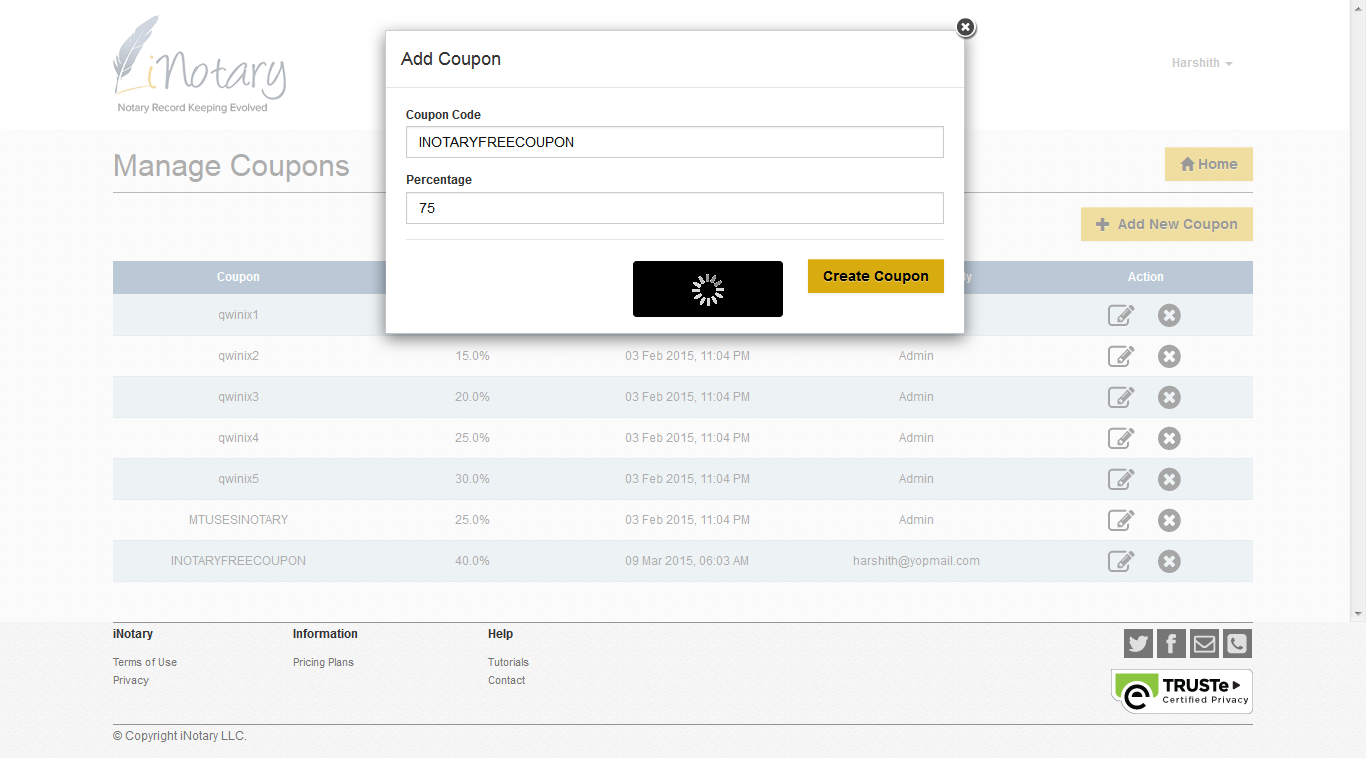 iNotary
Notary Record Keeping Evolved
Harshith
Add Coupon
Coupon Code
INOTARYFREECOUPON
Percentage
75
Create Coupon
Manage Coupons
Home
Add New Coupon
Coupon y Action
qwinix1
qwinix2 15.0% 03 Feb 2015, 11:04 PM Admin
qwinix3 20.0% 03 Feb 2015, 11:04 PM Admin
qwinix4 25.0% 03 Feb 2015, 11:04 PM Admin
qwinix5 30.0% 03 Feb 2015, 11:04 PM Admin
MTUSESINOTARY 25.0% 03 Feb 2015, 11:04 PM Admin
INOTARYFREECOUPON 40.0% 09 Mar 2015, 06:03 AM harshith@yopmail.com
iNotary Information Help
Terms of Use Pricing Plans Tutorials
Privacy Contact
TRUSTe
Certified Privacy
© Copyright iNotary LLC.